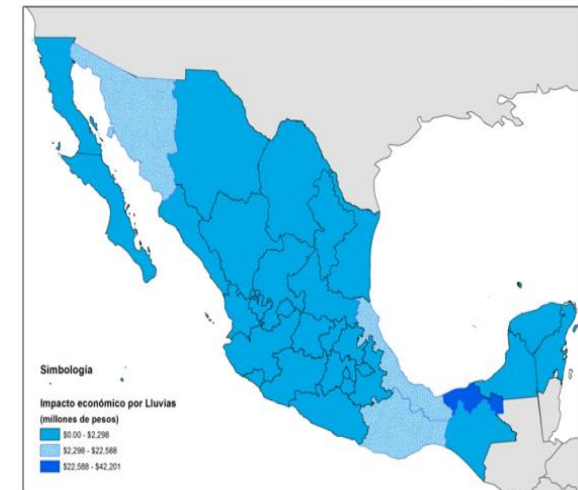 Simbología
Impacto económico por Lluvias
(millones de pesos)
$0.00 - $2,298
$2,298 - $22,588
$22,588 - $42,201